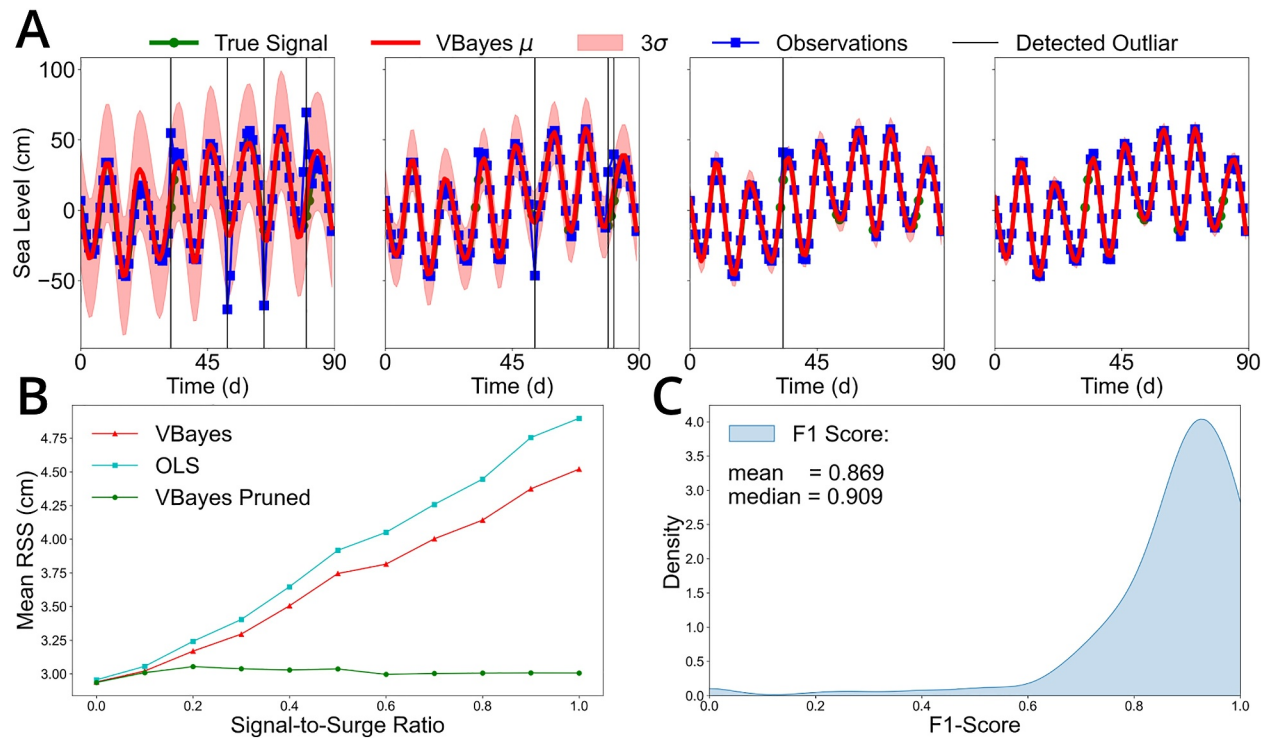 A
True Signal VBayes μ 3σ Observations Detected Outliar
100
50
0
−50
Sea Level (cm)
0 45 90 0 45 90 0 45 90 0 45 90
Time (d) Time (d) Time (d) Time (d)
B
VBayes
OLS
VBayes Pruned
4.75
4.50
4.25
4.00
3.75
3.50
3.25
3.00
Mean RSS (cm)
0.0 0.2 0.4 0.6 0.8 1.0
Signal-to-Surge Ratio
C
F1 Score:
mean = 0.869
median = 0.909
4.0
3.5
3.0
2.5
2.0
1.5
1.0
0.5
0.0
Density
0.0 0.2 0.4 0.6 0.8 1.0
F1-Score